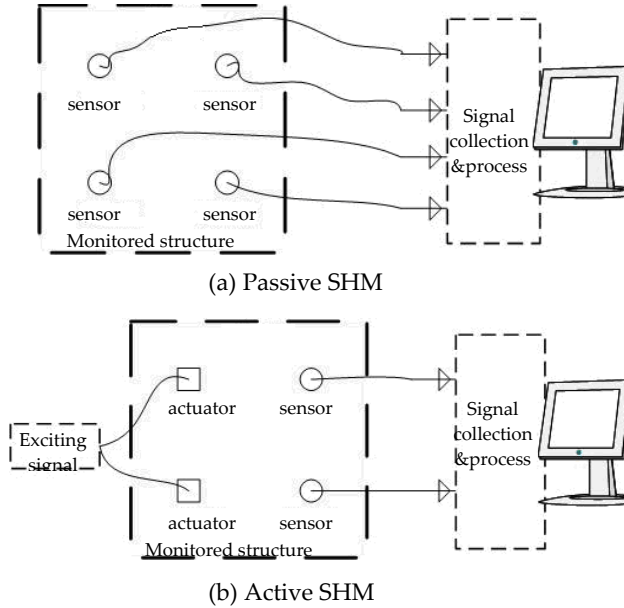 sensor
sensor
Signal
collection
&process
sensor
sensor
Monitored structure
(a) Passive SHM
actuator
sensor
Signal
collection
&process
Exciting
signal
actuator
sensor
Monitored structure
(b) Active SHM